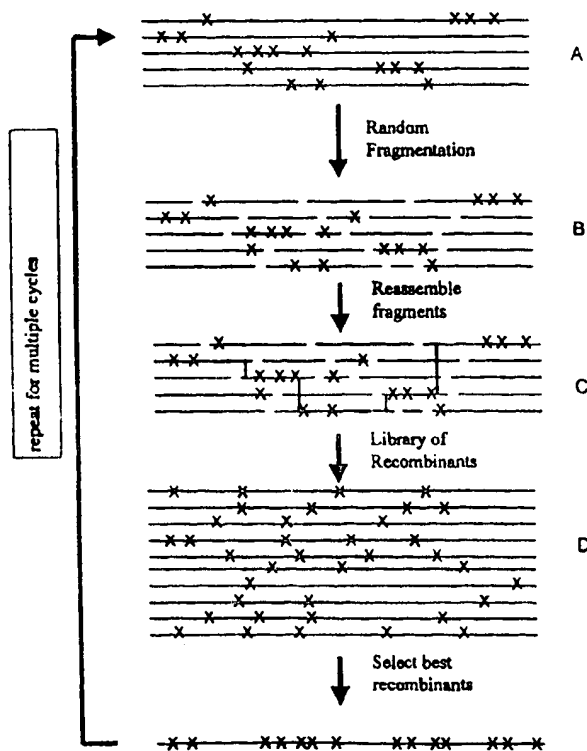 A
Random
Fragmentation
B
Reassemble
fragments
C
Library of
Recombinants
D
Select best
recombinants
repeat for multiple cycles